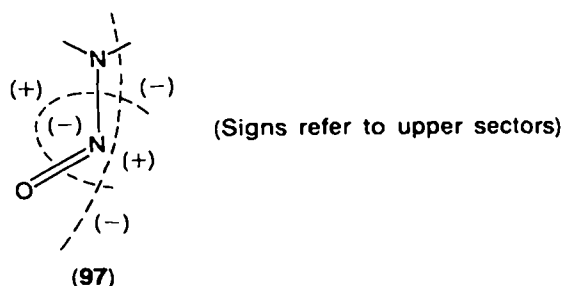 N
(+)
(−)
(−)
N
(Signs refer to upper sectors)
(+)
O
(−)
(97)